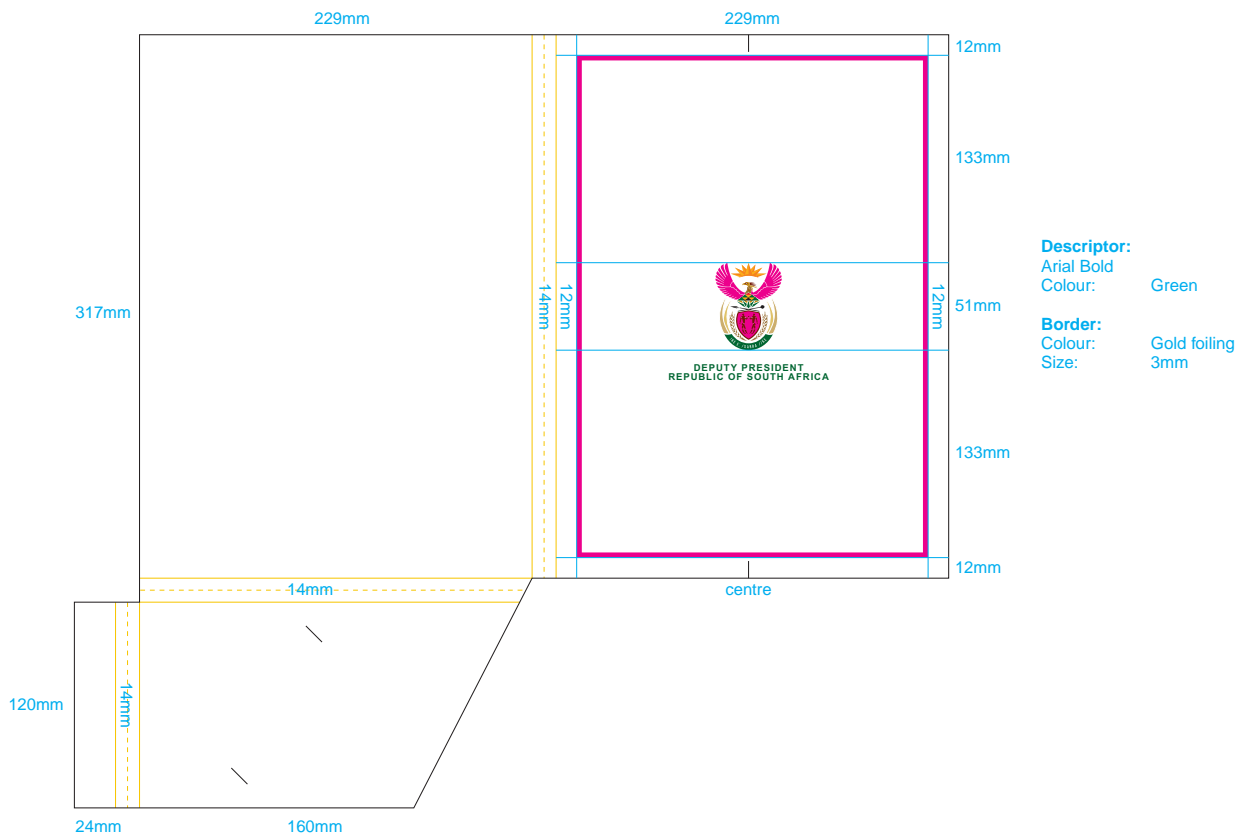 229mm
229mm
12mm
133mm
Descriptor:
Arial Bold
Colour: Green
317mm
14mm
12mm
12mm
51mm
Border:
Colour: Gold foiling
Size: 3mm
DEPUTY PRESIDENT
REPUBLIC OF SOUTH AFRICA
133mm
12mm
14mm
centre
120mm
14mm
24mm
160mm